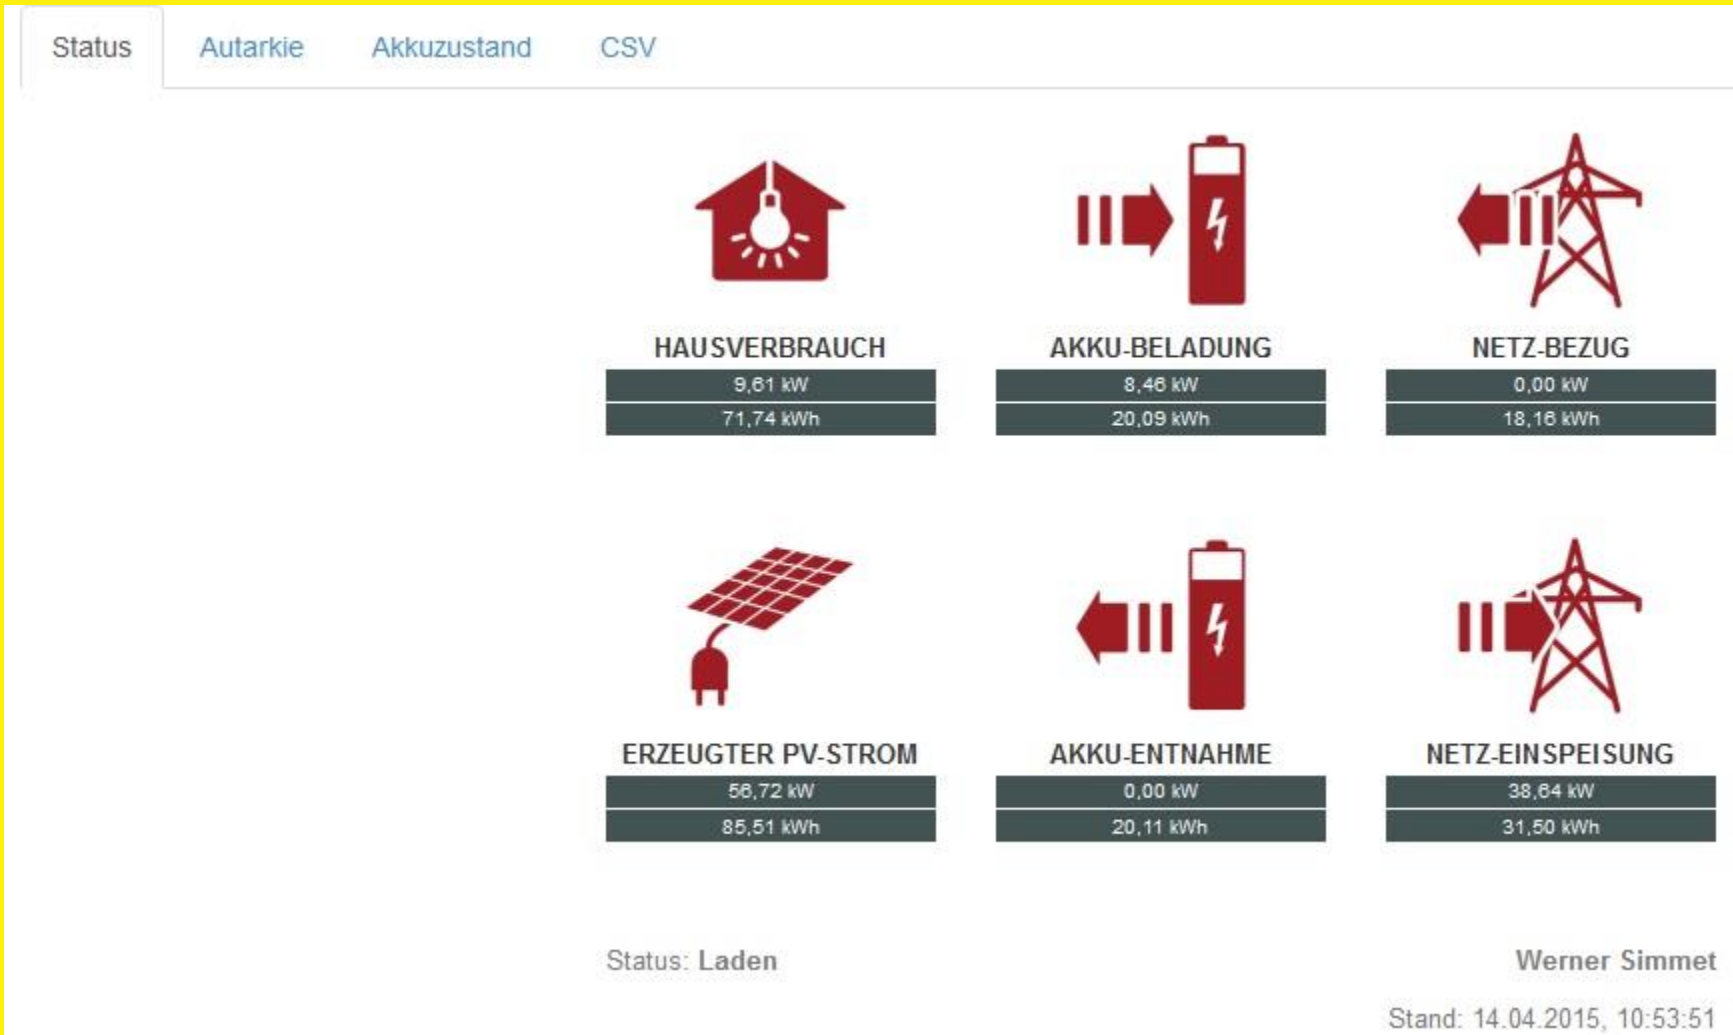 Status Autarkie Akkuzustand CSV
HAUSVERBRAUCH AKKU-BELADUNG NETZ-BEZUG
9,61 kW 8,46 kW 0,00 kW
71,74 kWh 20,09 kWh 18,16 kWh
ERZEUGTER PV-STROM AKKU-ENTNAHME NETZ-EINSPEISUNG
56,72 kW 0,00 kW 38,64 kW
85,51 kWh 20,11 kWh 31,50 kWh
Status: Laden Werner Simmet
Stand: 14.04.2015, 10:53:51